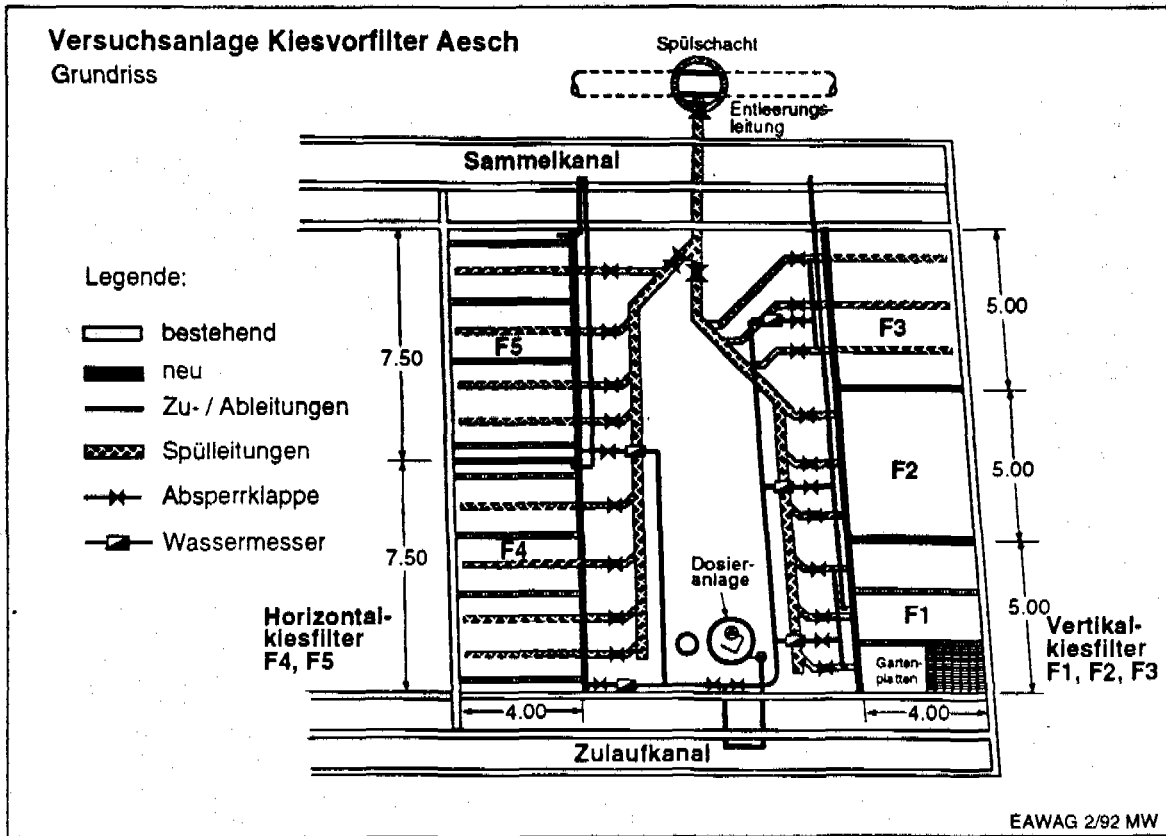 Versuchsanlage Kiesvorfilter Aesch
Grundriss
Spülschacht
Entleerungs-
leitung
Sammelkanal
Legende:
bestehend
neu
Zu- / Ableitungen
Spülleitungen
Absperrklappe
Wassermesser
7.50
7.50
F5
F4
F3
F2
F1
5.00
5.00
5.00
Dosier-
anlage
Horizontal-
kiesfilter
F4, F5
Vertikal-
kiesfilter
F1, F2, F3
Garten-
platten
4.00
4.00
Zulaufkanal
EAWAG 2/92 MW